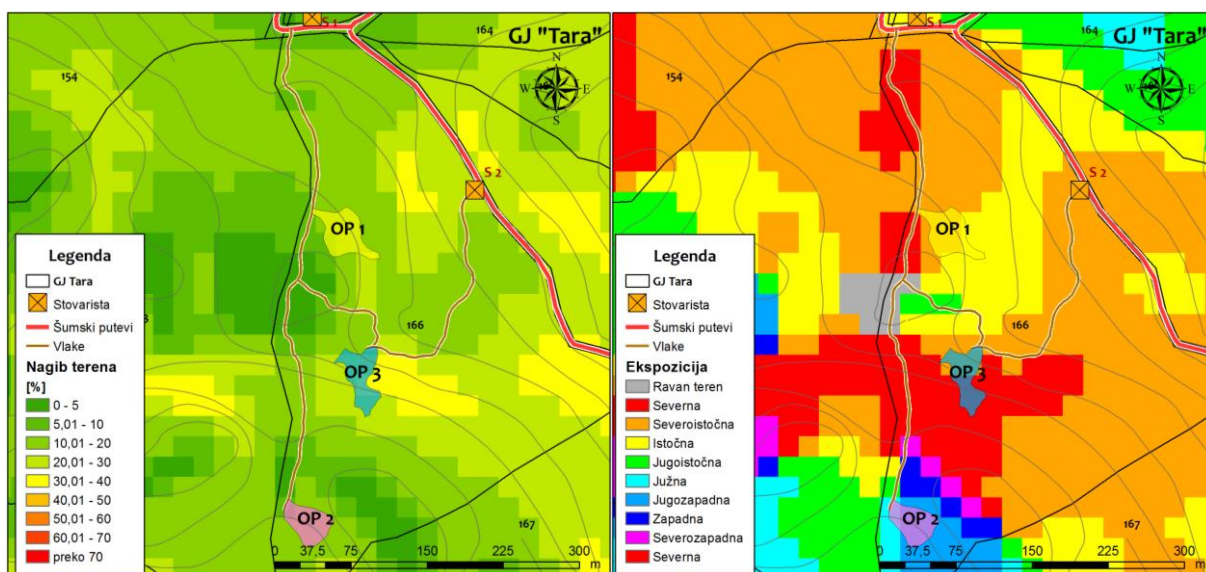 S 1
164
GJ "Tara"
154
N
W E
S
S 2
OP 1
Legenda
GJ Tara
Stovarista
Šumski putevi
Vlake
Nagib terena
[%]
0 - 5
5,01 - 10
10,01 - 20
20,01 - 30
30,01 - 40
40,01 - 50
50,01 - 60
60,01 - 70
preko 70
166
OP 3
OP 2
167
0 37,5 75 150 225 300
m
S 1
164
GJ "Tara"
154
N
W E
S
S 2
OP 1
Legenda
GJ Tara
Stovarista
Šumski putevi
Vlake
Ekspozicija
Ravan teren
Severna
Severoistočna
Istočna
Jugoistočna
Južna
Jugozapadna
Zapadna
Severozapadna
Severna
166
OP 3
OP 2
167
0 37,5 75 150 225 300
m